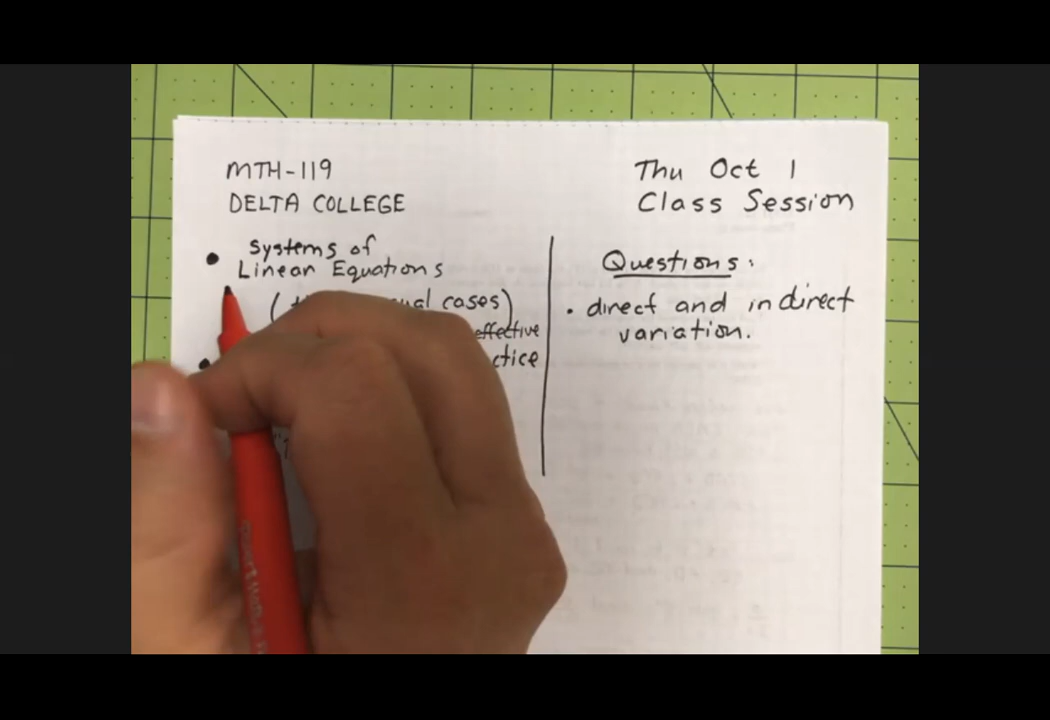 MTH-119
DELTA COLLEGE
Thu Oct 1
Class Session
• Systems of
Linear Equations
( cases)
effective
Questions:
• direct and indirect
variation.